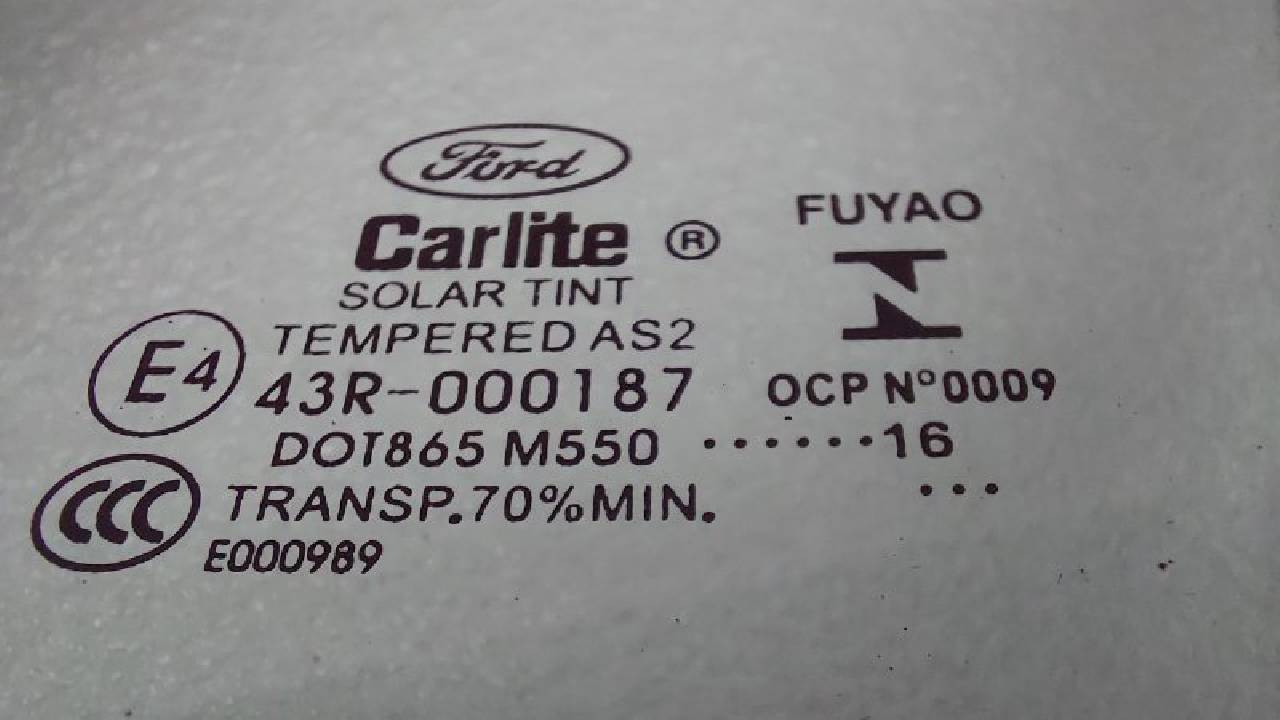 Ford
Carlite ®
SOLAR TINT
TEMPERED AS2
E4
43R-000187
DOT865 M550 ·······16
...
CCC
TRANSP.70%MIN.
E000989
FUYAO
OCP N°0009